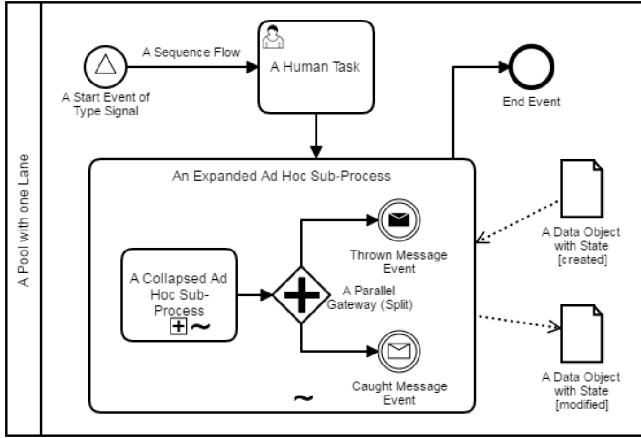 A Pool with one Lane
A Sequence Flow
A Start Event of
Type Signal
A Human Task
End Event
An Expanded Ad Hoc Sub-Process
A Collapsed Ad
Hoc Sub-
Process
A Parallel
Gateway (Split)
Thrown Message
Event
Caught Message
Event
A Data Object
with State
[created]
A Data Object
with State
[modified]